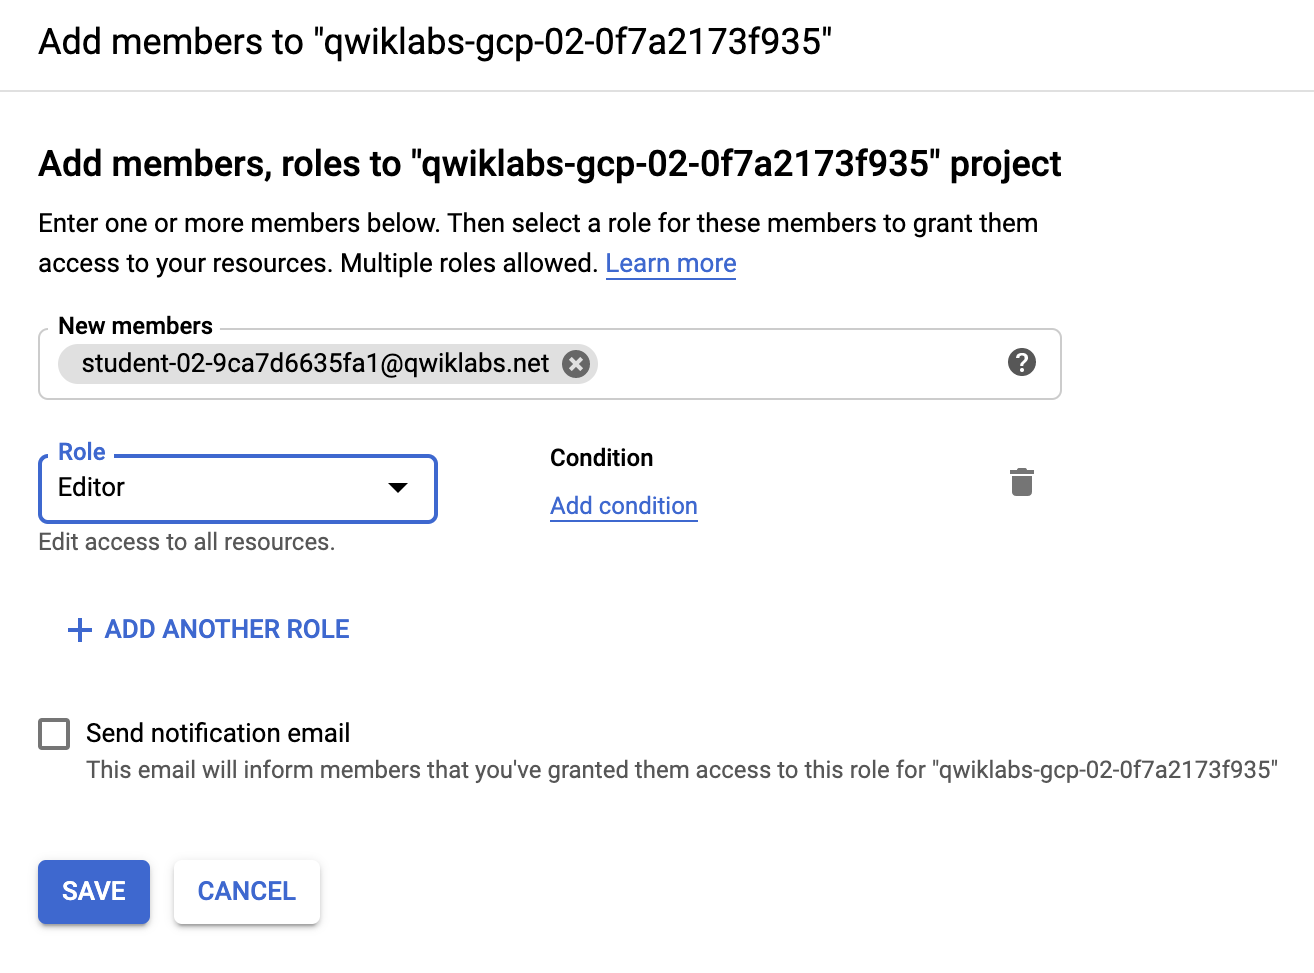 Add members to "qwiklabs-gcp-02-0f7a2173f935"
Add members, roles to "qwiklabs-gcp-02-0f7a2173f935" project
Enter one or more members below. Then select a role for these members to grant them
access to your resources. Multiple roles allowed. Learn more
New members
student-02-9ca7d6635fa1@qwiklabs.net
Role
Editor
Edit access to all resources.
Condition
Add condition
ADD ANOTHER ROLE
Send notification email
This email will inform members that you've granted them access to this role for "qwiklabs-gcp-02-0f7a2173f935"
SAVE
CANCEL